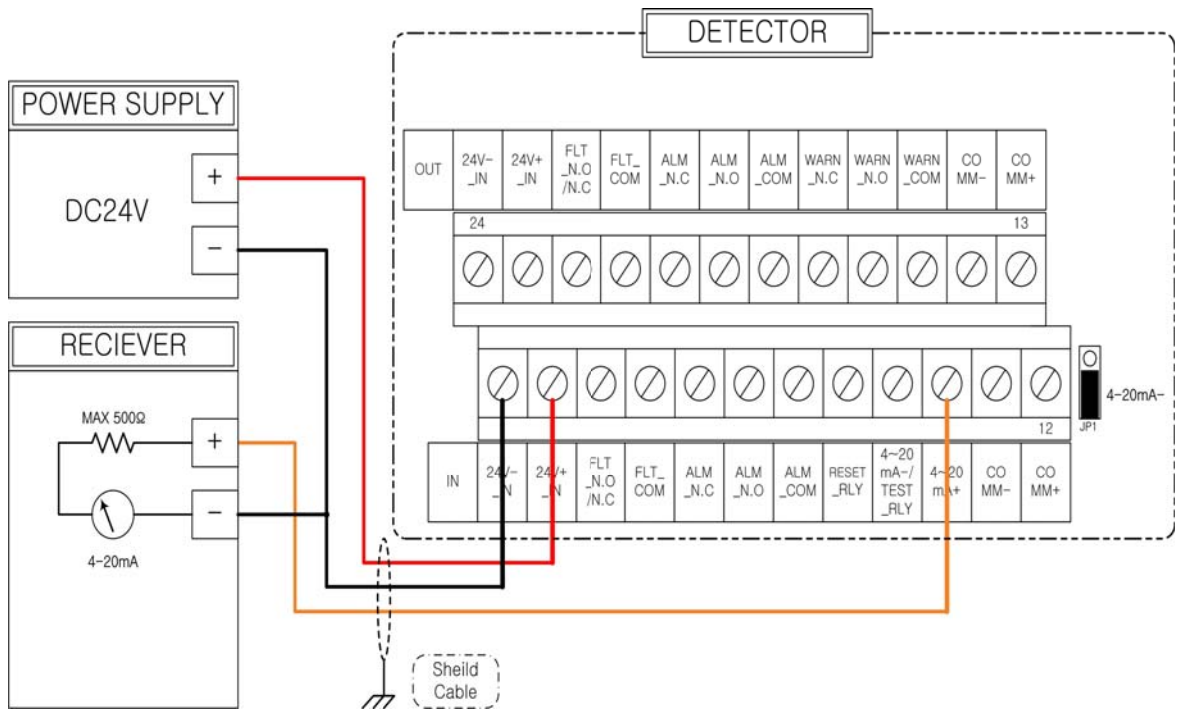 DETECTOR
POWER SUPPLY
+
DC24V
−
OUT
24V-
_IN
24V+
_IN
FLT
_N.O
/N.C
FLT_
COM
ALM
_N.C
ALM
_N.O
ALM
_COM
WARN
_N.C
WARN
_N.O
WARN
_COM
CO
MM-
CO
MM+
24
13
RECIEVER
MAX 500Ω
+
−
4-20mA
4-20mA-
JP1
12
IN
24V-
_IN
24V+
_IN
FLT
_N.O
/N.C
FLT_
COM
ALM
_N.C
ALM
_N.O
ALM
_COM
RESET
_RLY
4~20
mA-/
TEST
_RLY
4~20
mA+
CO
MM-
CO
MM+
Sheild
Cable